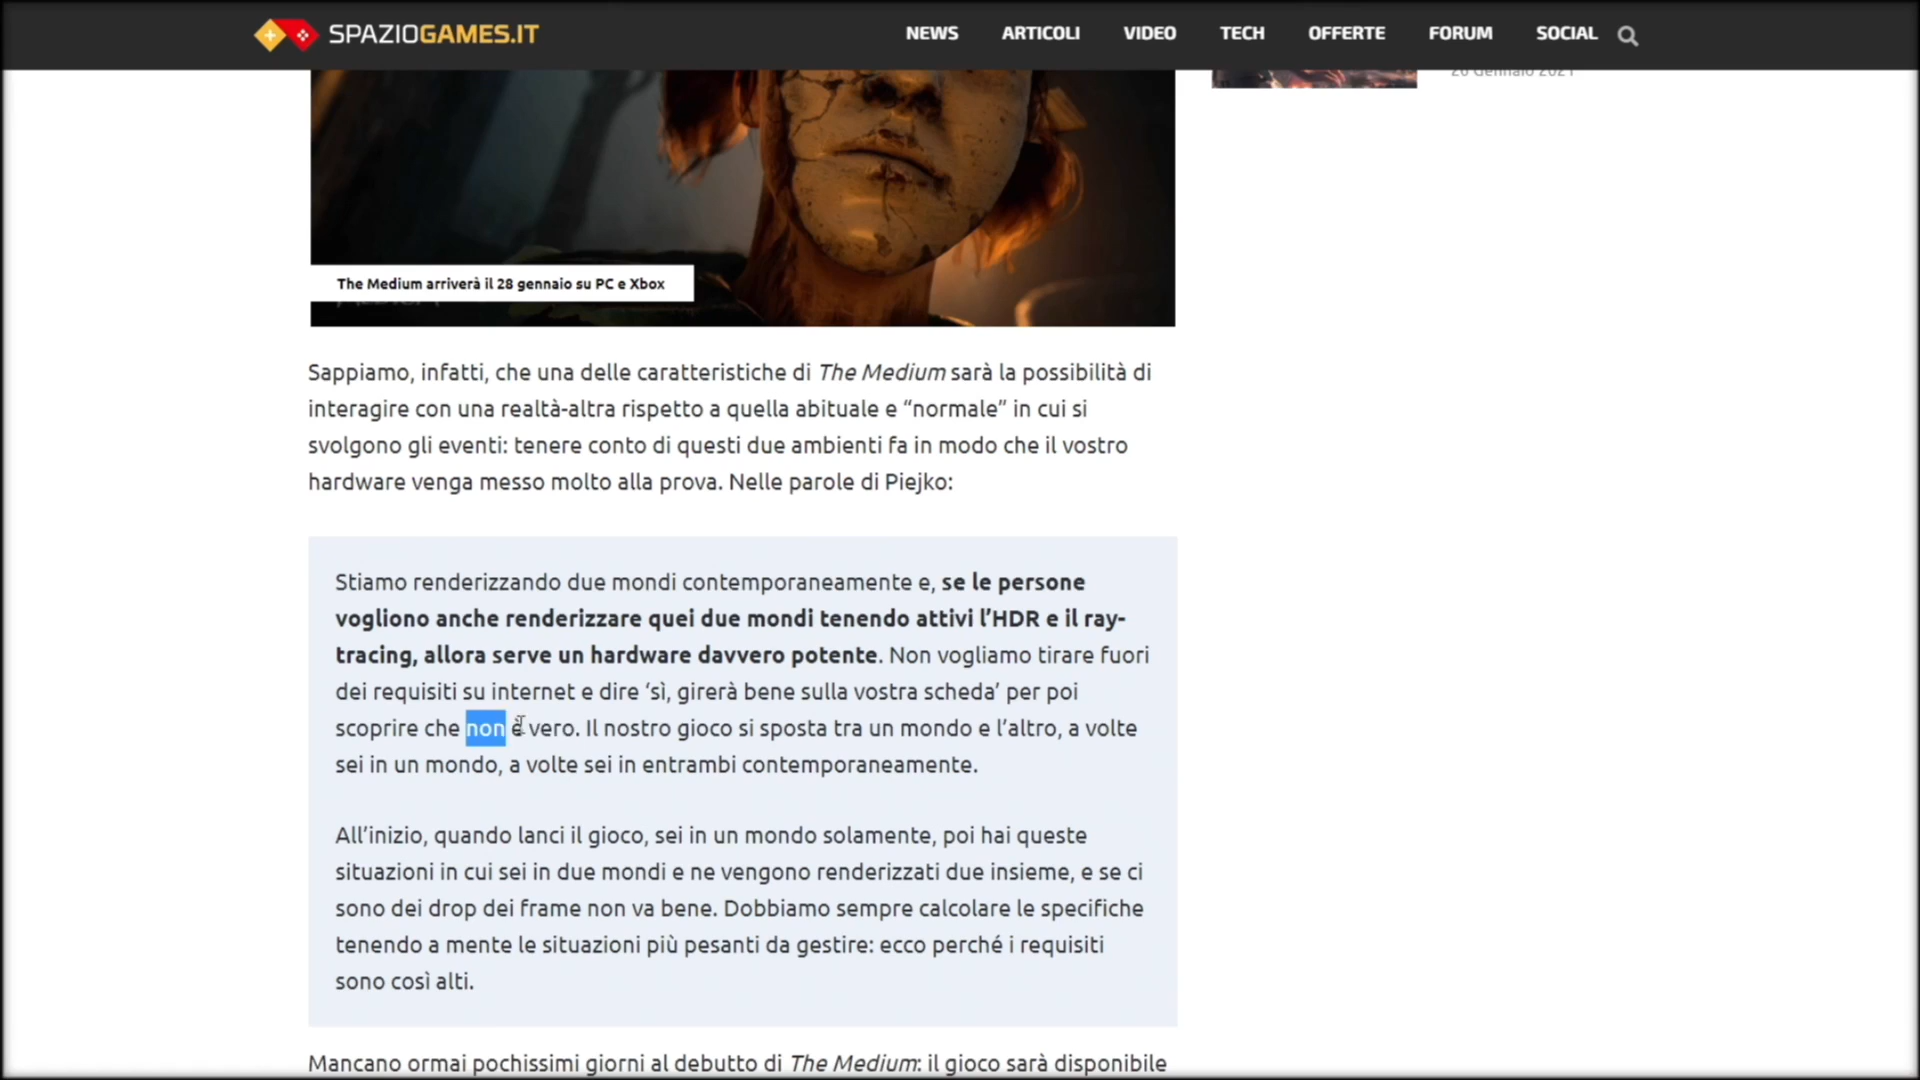 SPAZIOGAMES.IT
NEWS ARTICOLI VIDEO TECH OFFERTE FORUM SOCIAL
26 Gennaio 2021
The Medium arriverà il 28 gennaio su PC e Xbox
Sappiamo, infatti, che una delle caratteristiche di The Medium sarà la possibilità di
interagire con una realtà-altra rispetto a quella abituale e “normale” in cui si
svolgono gli eventi: tenere conto di questi due ambienti fa in modo che il vostro
hardware venga messo molto alla prova. Nelle parole di Piejko:
Stiamo renderizzando due mondi contemporaneamente e, se le persone
vogliono anche renderizzare quei due mondi tenendo attivi l’HDR e il ray-
tracing, allora serve un hardware davvero potente. Non vogliamo tirare fuori
dei requisiti su internet e dire ‘sì, girerà bene sulla vostra scheda’ per poi
scoprire che non è vero. Il nostro gioco si sposta tra un mondo e l’altro, a volte
sei in un mondo, a volte sei in entrambi contemporaneamente.
All’inizio, quando lanci il gioco, sei in un mondo solamente, poi hai queste
situazioni in cui sei in due mondi e ne vengono renderizzati due insieme, e se ci
sono dei drop dei frame non va bene. Dobbiamo sempre calcolare le specifiche
tenendo a mente le situazioni più pesanti da gestire: ecco perché i requisiti
sono così alti.
Mancano ormai pochissimi giorni al debutto di The Medium: il gioco sarà disponibile